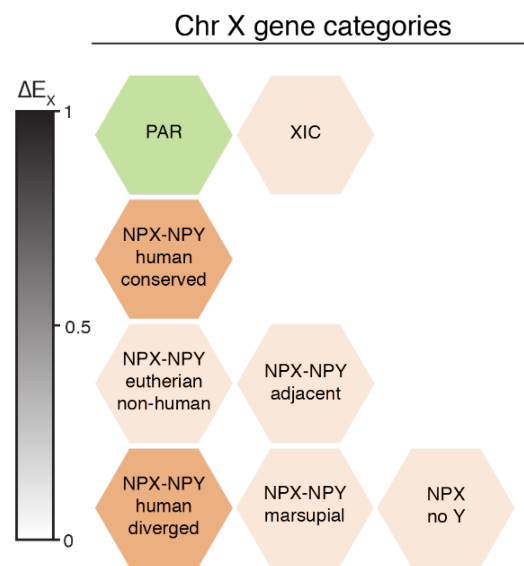 Chr X gene categories
ΔEX
1
0.5
0
PAR
XIC
NPX-NPY
human
conserved
NPX-NPY
eutherian
non-human
NPX-NPY
adjacent
NPX-NPY
human
diverged
NPX-NPY
marsupial
NPX
no Y